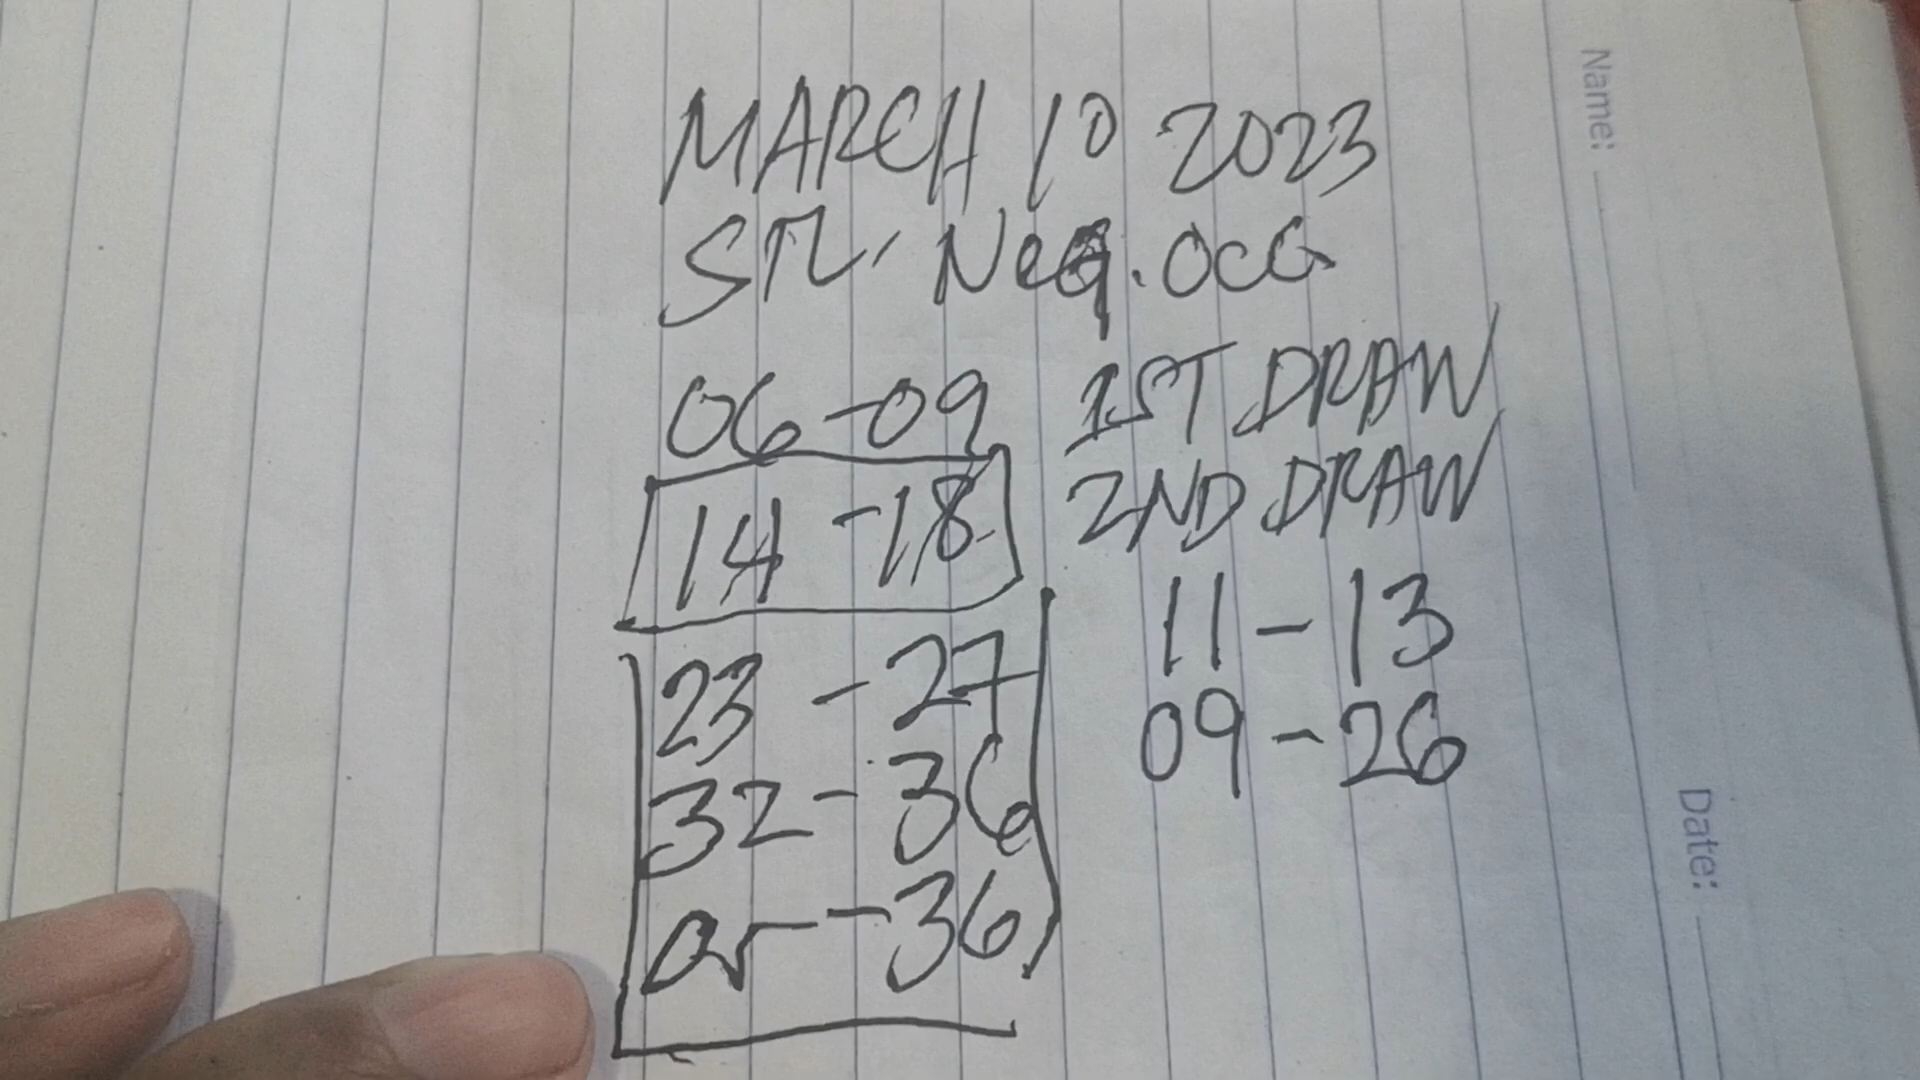 MARCH 10 2023
STL, Neg. OCC
06-09 1ST DRAW
14-18 2ND DRAW
23-27 11-13
32-36 09-26
-36
Name:
Date: